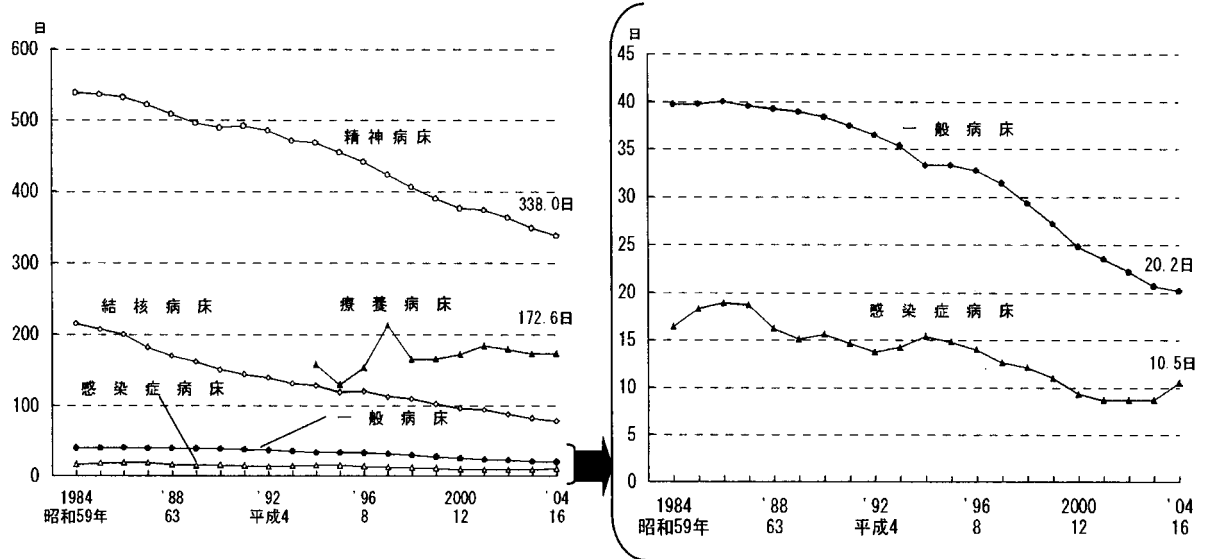 日
600
500
400
300
200
100
0
精神病床
338.0日
結核病床
療養病床
172.6日
感染症病床
一般病床
1984 '88 '92 '96 2000 '04
昭和59年 63 平成4 8 12 16
日
45
40
35
30
25
20
15
10
5
0
一般病床
20.2日
感染症病床
10.5日
1984 '88 '92 '96 2000 '04
昭和59年 63 平成4 8 12 16